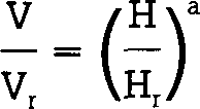 V/V_r = (H/H_r)^a